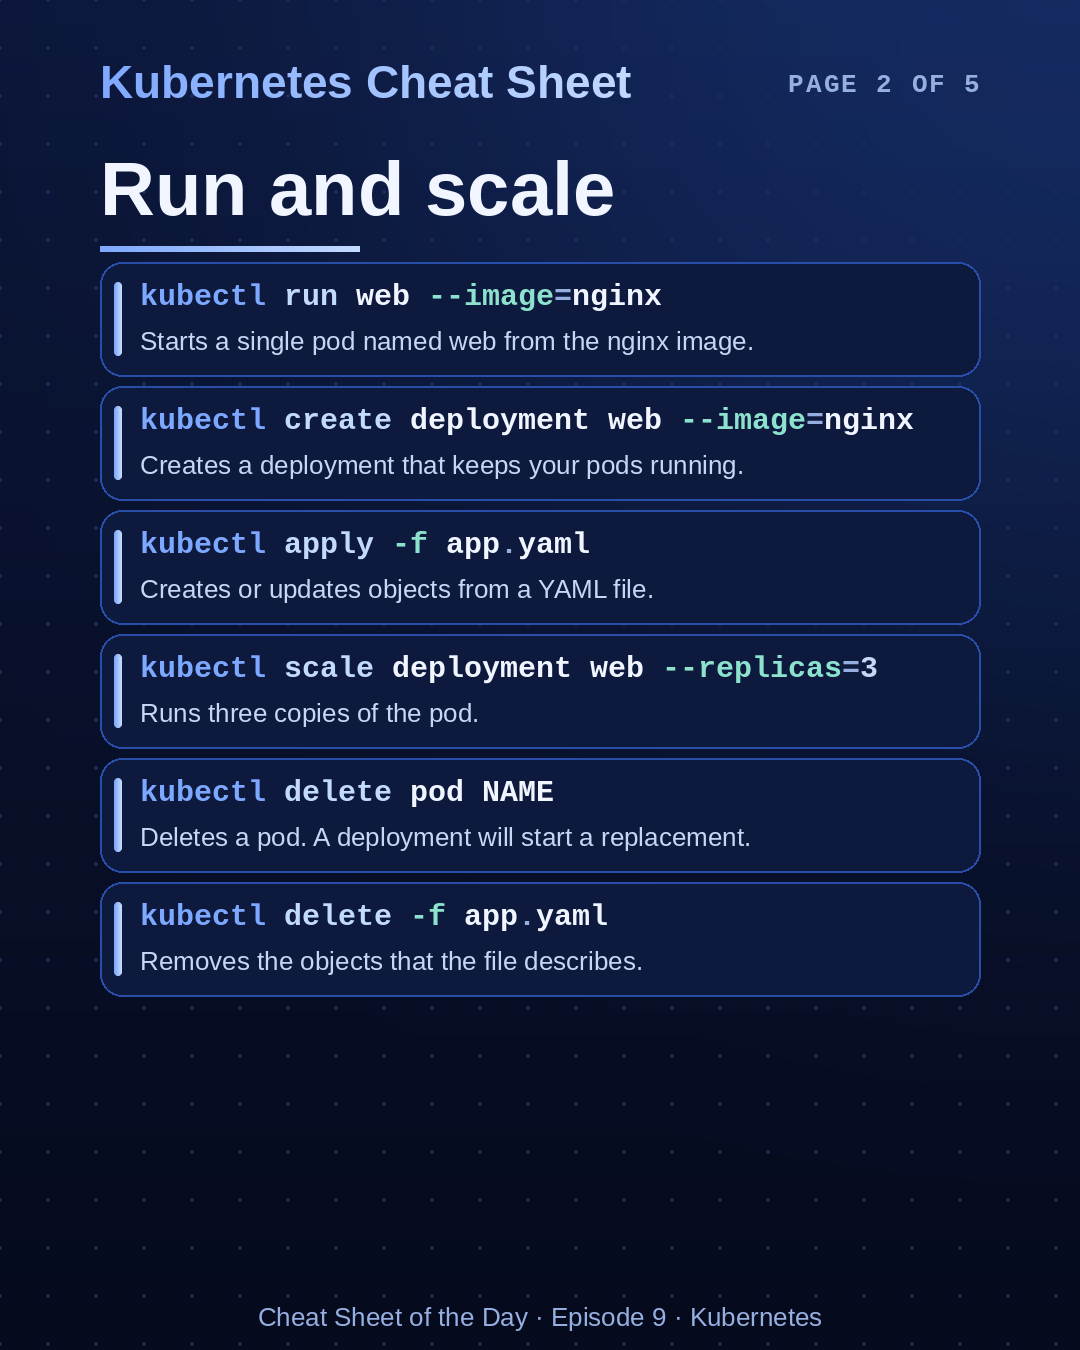 Kubernetes Cheat Sheet
PAGE 2 OF 5
Run and scale
kubectl run web --image=nginx
Starts a single pod named web from the nginx image.
kubectl create deployment web --image=nginx
Creates a deployment that keeps your pods running.
kubectl apply -f app.yaml
Creates or updates objects from a YAML file.
kubectl scale deployment web --replicas=3
Runs three copies of the pod.
kubectl delete pod NAME
Deletes a pod. A deployment will start a replacement.
kubectl delete -f app.yaml
Removes the objects that the file describes.
Cheat Sheet of the Day · Episode 9 · Kubernetes